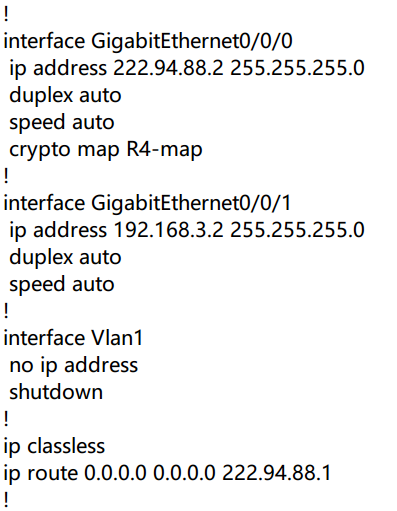 !
interface GigabitEthernet0/0/0
ip address 222.94.88.2 255.255.255.0
duplex auto
speed auto
crypto map R4-map
!
interface GigabitEthernet0/0/1
ip address 192.168.3.2 255.255.255.0
duplex auto
speed auto
!
interface Vlan1
no ip address
shutdown
!
ip classless
ip route 0.0.0.0 0.0.0.0 222.94.88.1
!